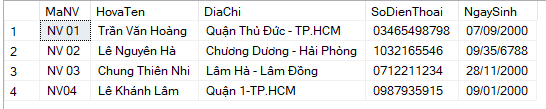 MaNV HovaTen DiaChi SoDienThoai NgaySinh
1 NV 01 Trần Văn Hoàng Quận Thủ Đức - TP.HCM 03465498798 07/09/2000
2 NV 02 Lê Nguyên Hà Chương Dương - Hải Phòng 1032165546 09/35/6788
3 NV 03 Chung Thiên Nhi Lâm Hà - Lâm Đồng 0712211234 28/11/2000
4 NV04 Lê Khánh Lâm Quận 1-TP.HCM 0987935915 09/01/2000